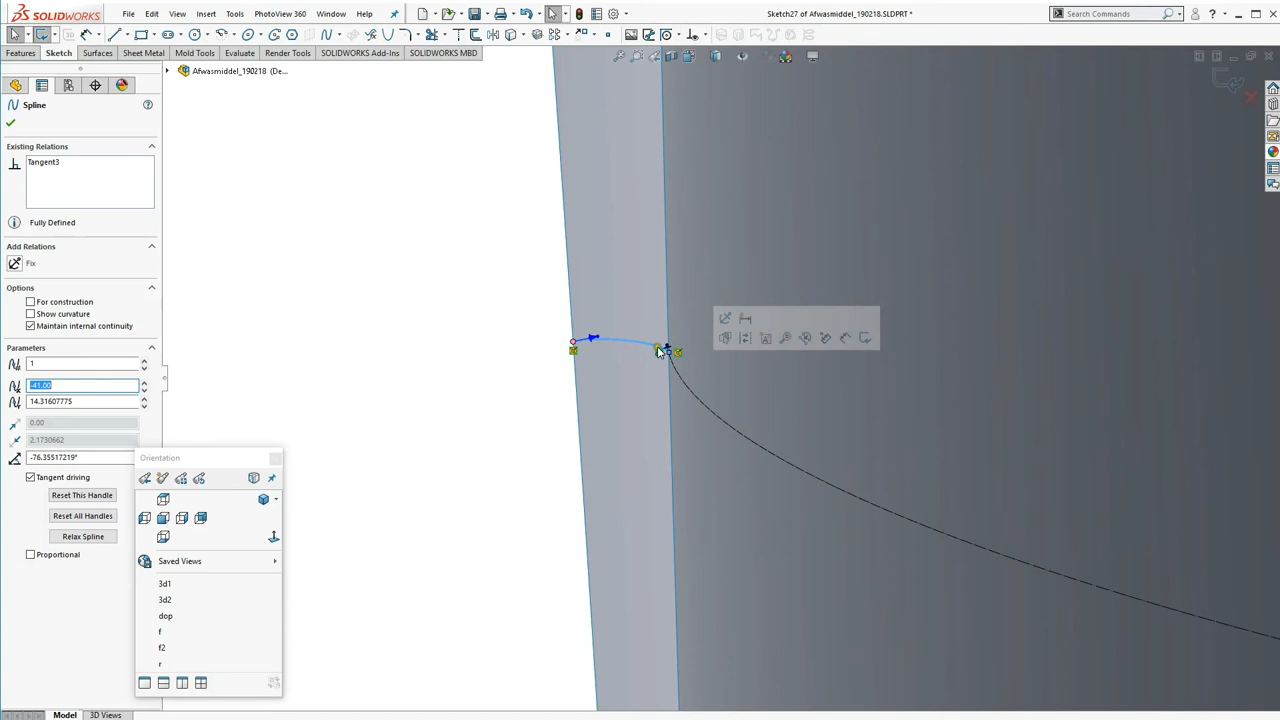 File Edit View Insert Tools PhotoView 360 Window Help
Sketch27 of Afwasmiddel_190218.SLDPRT *
Search Commands
Features Sketch Surfaces Sheet Metal Mold Tools Evaluate Render Tools SOLIDWORKS Add-Ins SOLIDWORKS MBD
Afwasmiddel_190218 (De...
Spline
Existing Relations
Tangent3
Fully Defined
Add Relations
Fix
Options
For construction
Show curvature
Maintain internal continuity
Parameters
1
-41.00
14.31607775
0.00
2.1730662
-76.35517219°
Tangent driving
Reset This Handle
Reset All Handles
Relax Spline
Proportional
Orientation
Saved Views
3d1
3d2
dop
f
f2
r
Model 3D Views